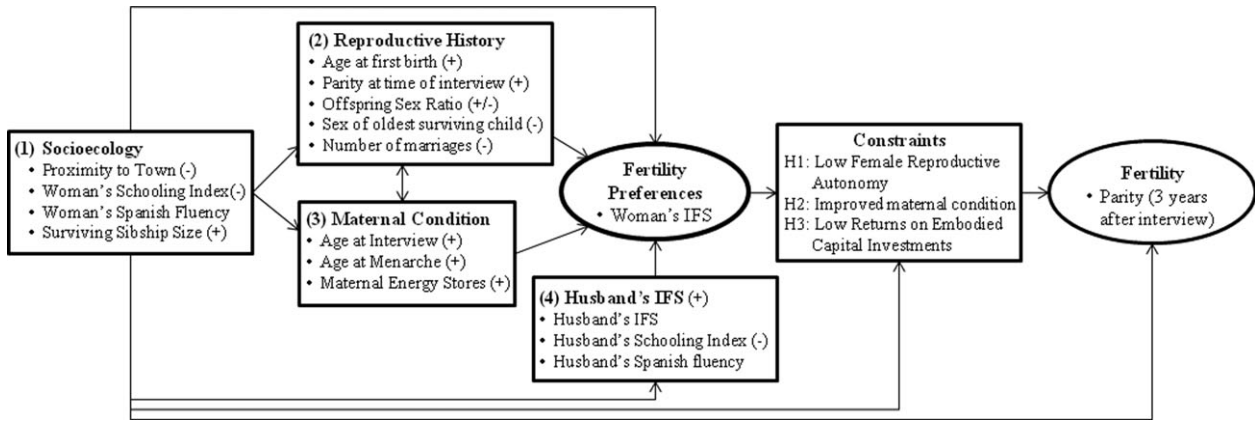 (1) Socioecology
• Proximity to Town (-)
• Woman's Schooling Index(-)
• Woman's Spanish Fluency
• Surviving Sibship Size (+)
(2) Reproductive History
• Age at first birth (+)
• Parity at time of interview (+)
• Offspring Sex Ratio (+/-)
• Sex of oldest surviving child (-)
• Number of marriages (-)
(3) Maternal Condition
• Age at Interview (+)
• Age at Menarche (+)
• Maternal Energy Stores (+)
Fertility
Preferences
• Woman's IFS
(4) Husband's IFS (+)
• Husband's IFS
• Husband's Schooling Index (-)
• Husband's Spanish fluency
Constraints
H1: Low Female Reproductive
Autonomy
H2: Improved maternal condition
H3: Low Returns on Embodied
Capital Investments
Fertility
• Parity (3 years
after interview)